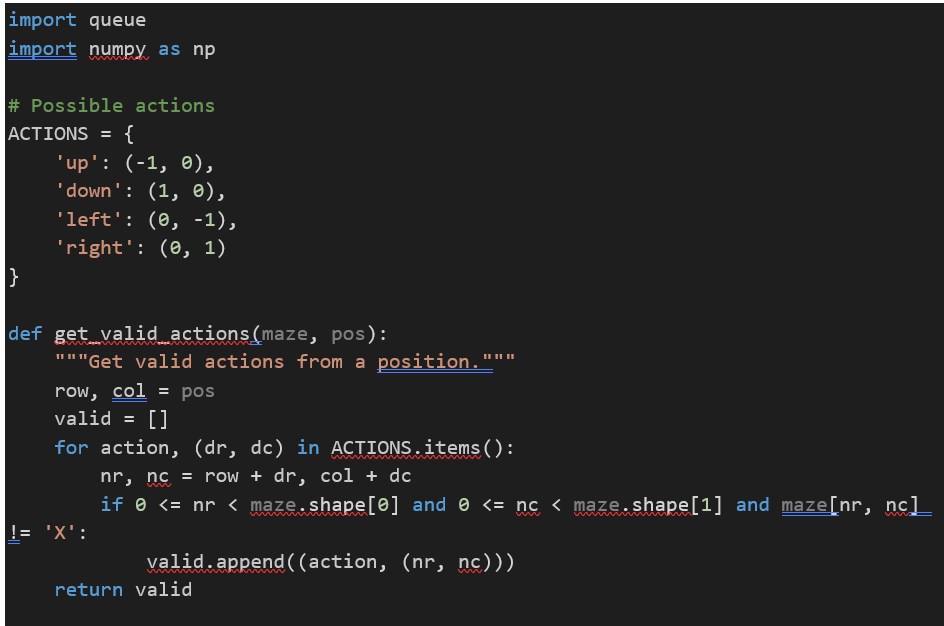 import queue
import numpy as np
# Possible actions
ACTIONS = {
    'up': (-1, 0),
    'down': (1, 0),
    'left': (0, -1),
    'right': (0, 1)
}
def get_valid_actions(maze, pos):
    """Get valid actions from a position."""
    row, col = pos
    valid = []
    for action, (dr, dc) in ACTIONS.items():
        nr, nc = row + dr, col + dc
        if 0 <= nr < maze.shape[0] and 0 <= nc < maze.shape[1] and maze[nr, nc]
!= 'X':
            valid.append((action, (nr, nc)))
    return valid